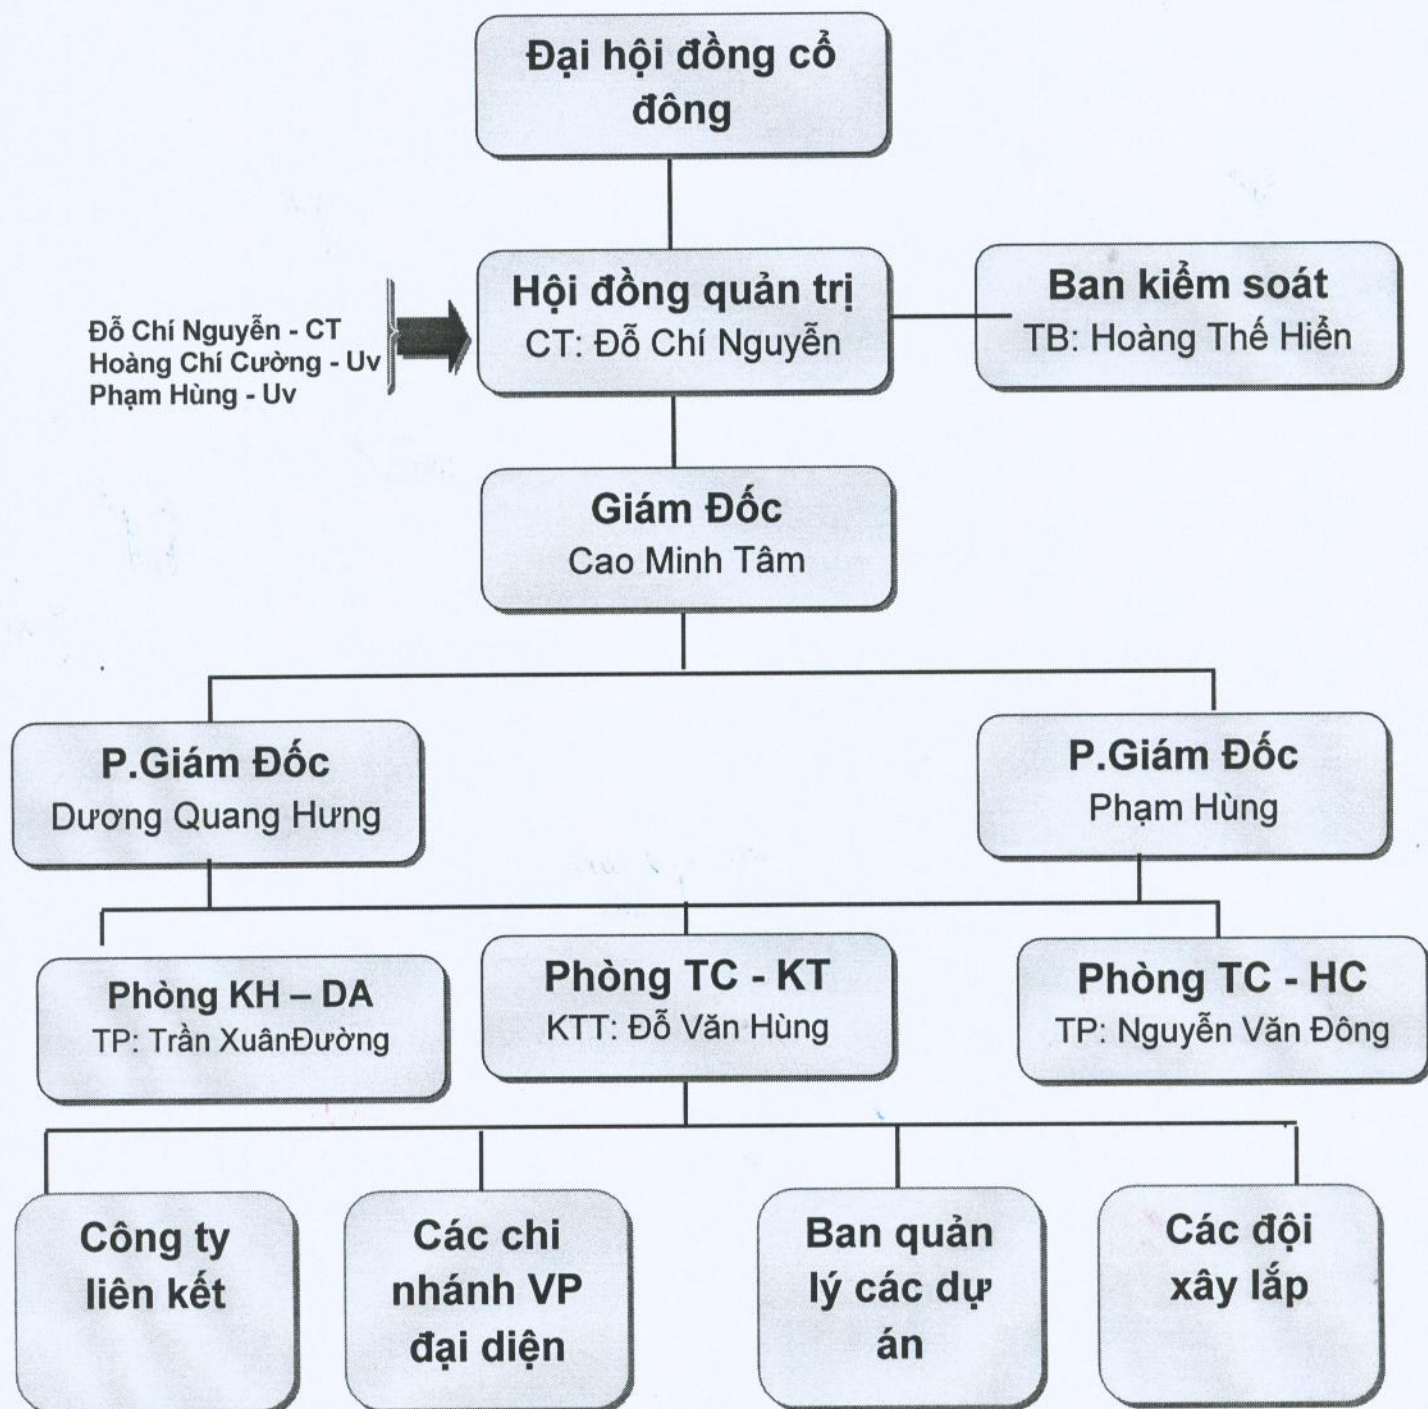 Đại hội đồng cổ
đông
Hội đồng quản trị
CT: Đỗ Chí Nguyễn
Ban kiểm soát
TB: Hoàng Thế Hiển
Đỗ Chí Nguyễn - CT
Hoàng Chí Cường - Uv
Phạm Hùng - Uv
Giám Đốc
Cao Minh Tâm
P.Giám Đốc
Dương Quang Hưng
P.Giám Đốc
Phạm Hùng
Phòng KH – DA
TP: Trần XuânĐường
Phòng TC - KT
KTT: Đỗ Văn Hùng
Phòng TC - HC
TP: Nguyễn Văn Đông
Công ty
liên kết
Các chi
nhánh VP
đại diện
Ban quản
lý các dự
án
Các đội
xây lắp